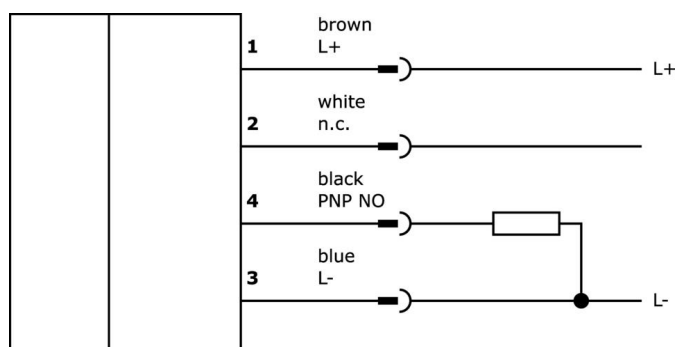 brown
1 L+
L+
white
2 n.c.
black
4 PNP NO
blue
3 L-
L-